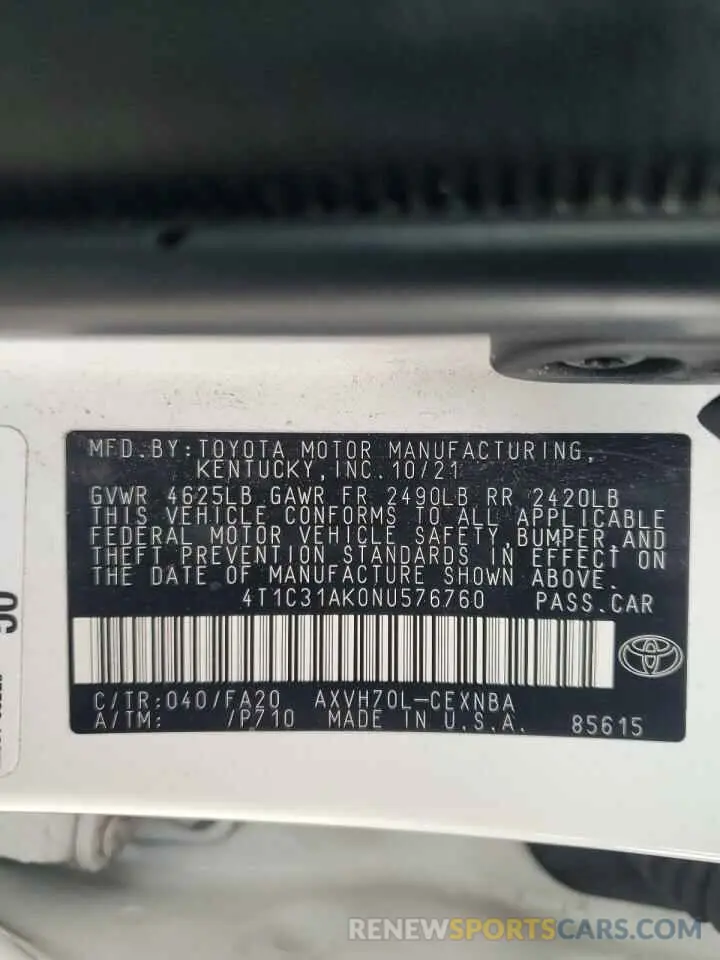 MFD.BY:TOYOTA MOTOR MANUFACTURING,
KENTUCKY,INC.10/21
GVWR 4625LB GAWR FR 2490LB RR 2420LB
THIS VEHICLE CONFORMS TO ALL APPLICABLE
FEDERAL MOTOR VEHICLE SAFETY,BUMPER,AND
THEFT PREVENTION STANDARDS IN EFFECT ON
THE DATE OF MANUFACTURE SHOWN ABOVE.
4T1C31AK0NU576760 PASS.CAR
C/TR:040/FA20 AXVH70L-CEXNBA
A/TM: /P710 MADE IN U.S.A. 85615
50
RENEWSPORTSCARS.COM